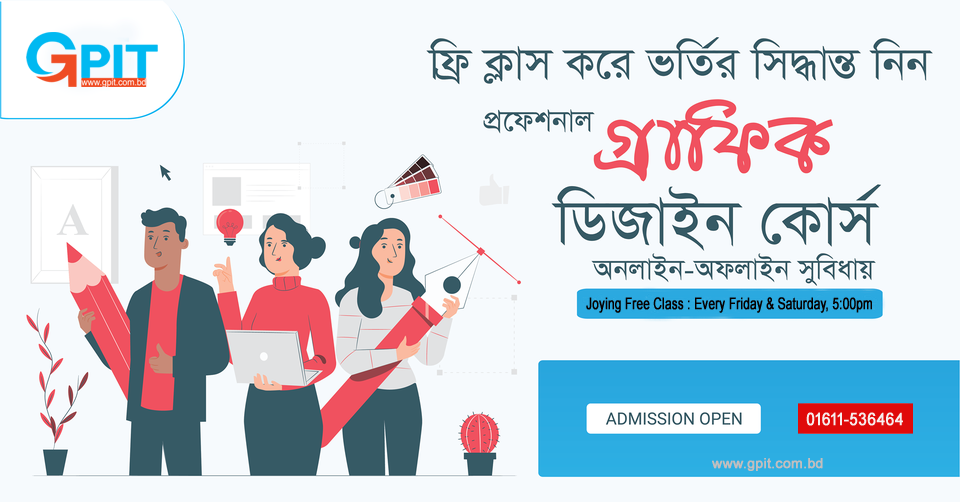 GPIT
www.gpit.com.bd
ফ্রি ক্লাস করে ভর্তির সিদ্ধান্ত নিন
প্রফেশনাল গ্রাফিক
ডিজাইন কোর্স
অনলাইন-অফলাইন সুবিধায়
Joying Free Class : Every Friday & Saturday, 5:00pm
A
ADMISSION OPEN
01611-536464
www.gpit.com.bd